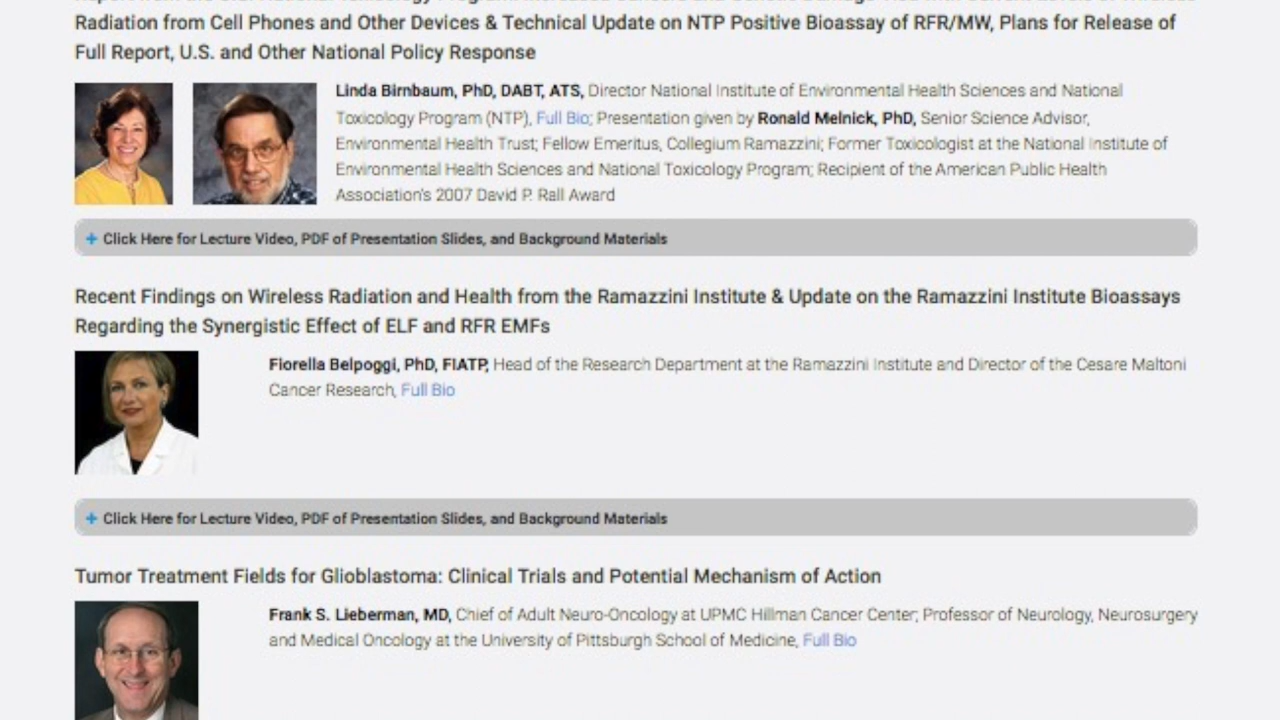 Radiation from Cell Phones and Other Devices & Technical Update on NTP Positive Bioassay of RFR/MW, Plans for Release of
Full Report, U.S. and Other National Policy Response
Linda Birnbaum, PhD, DABT, ATS, Director National Institute of Environmental Health Sciences and National
Toxicology Program (NTP), Full Bio; Presentation given by Ronald Melnick, PhD, Senior Science Advisor,
Environmental Health Trust; Fellow Emeritus, Collegium Ramazzini; Former Toxicologist at the National Institute of
Environmental Health Sciences and National Toxicology Program; Recipient of the American Public Health
Association's 2007 David P. Rall Award
+ Click Here for Lecture Video, PDF of Presentation Slides, and Background Materials
Recent Findings on Wireless Radiation and Health from the Ramazzini Institute & Update on the Ramazzini Institute Bioassays
Regarding the Synergistic Effect of ELF and RFR EMFs
Fiorella Belpoggi, PhD, FIATP, Head of the Research Department at the Ramazzini Institute and Director of the Cesare Maltoni
Cancer Research, Full Bio
+ Click Here for Lecture Video, PDF of Presentation Slides, and Background Materials
Tumor Treatment Fields for Glioblastoma: Clinical Trials and Potential Mechanism of Action
Frank S. Lieberman, MD, Chief of Adult Neuro-Oncology at UPMC Hillman Cancer Center; Professor of Neurology, Neurosurgery
and Medical Oncology at the University of Pittsburgh School of Medicine, Full Bio